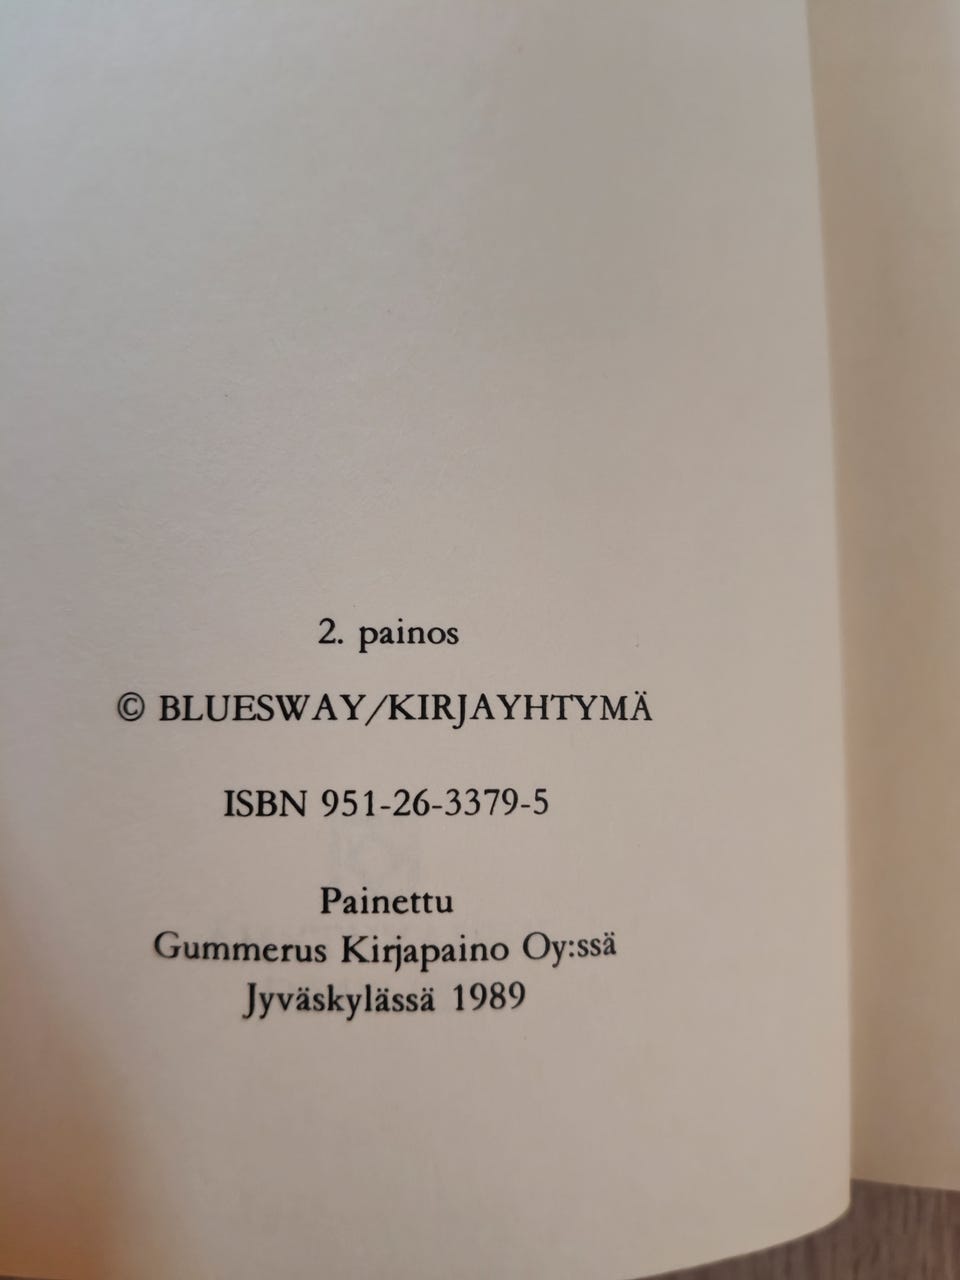 2. painos
© BLUESWAY/KIRJAYHTYMÄ
ISBN 951-26-3379-5
Painettu
Gummerus Kirjapaino Oy:ssä
Jyväskylässä 1989